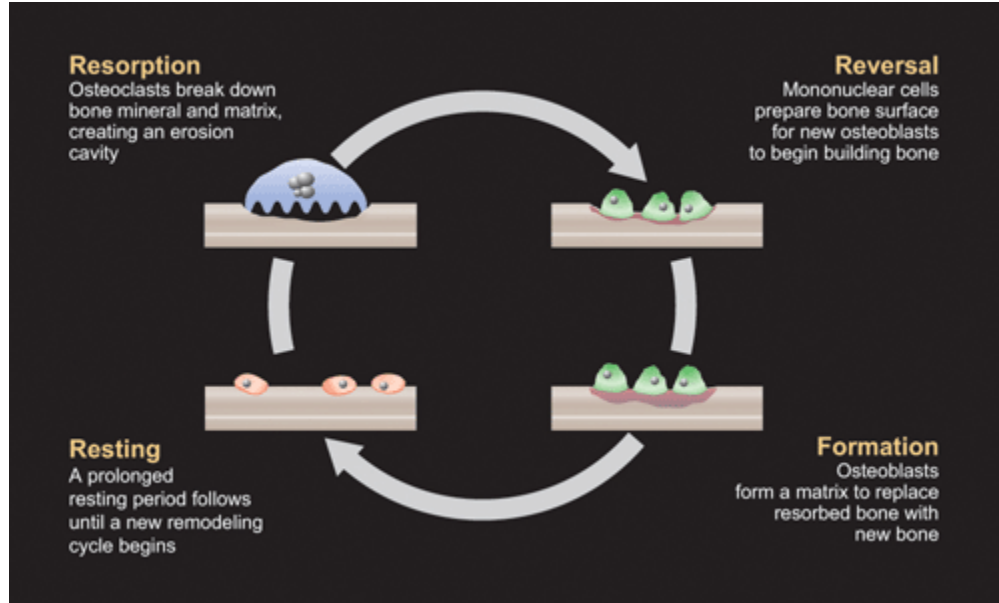 Resorption
Osteoclasts break down
bone mineral and matrix,
creating an erosion
cavity
Reversal
Mononuclear cells
prepare bone surface
for new osteoblasts
to begin building bone
Resting
A prolonged
resting period follows
until a new remodeling
cycle begins
Formation
Osteoblasts
form a matrix to replace
resorbed bone with
new bone